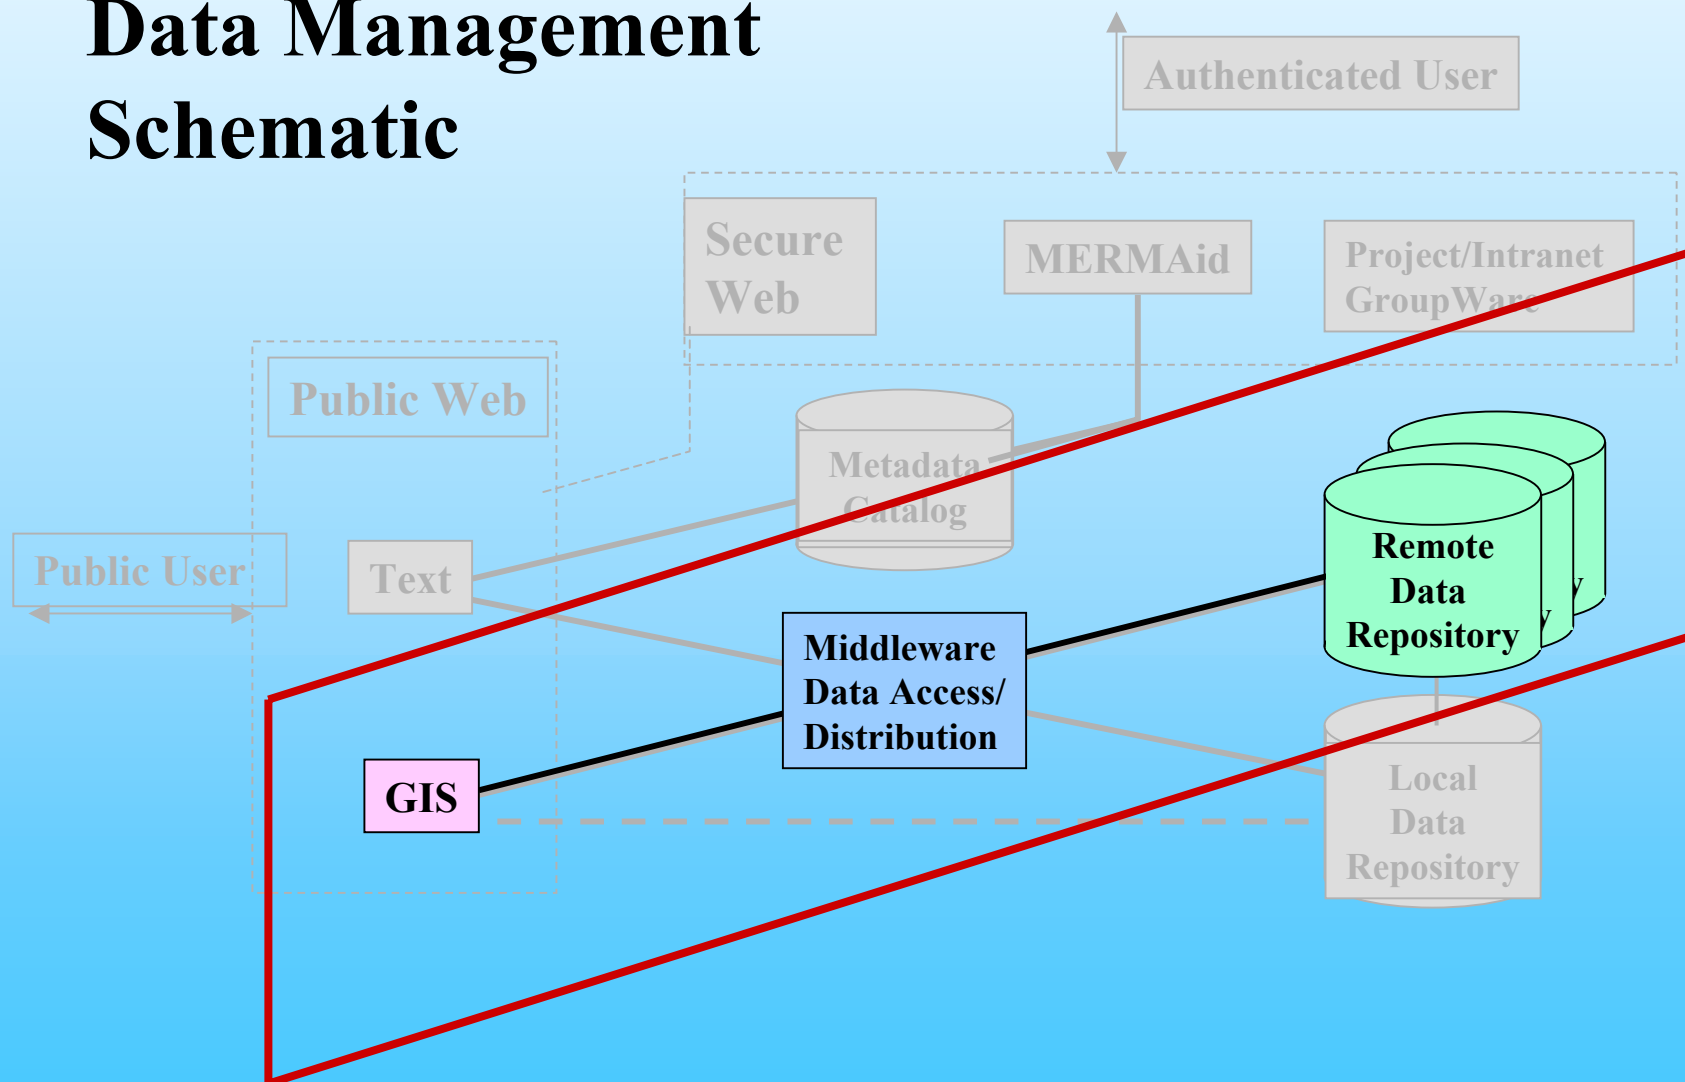 Data Management
Schematic
Authenticated User
Secure
Web
MERMAid
Project/Intranet
GroupWare
Public Web
Metadata
Catalog
Public User
Text
Remote
Data
Repository
y
y
Middleware
Data Access/
Distribution
GIS
Local
Data
Repository